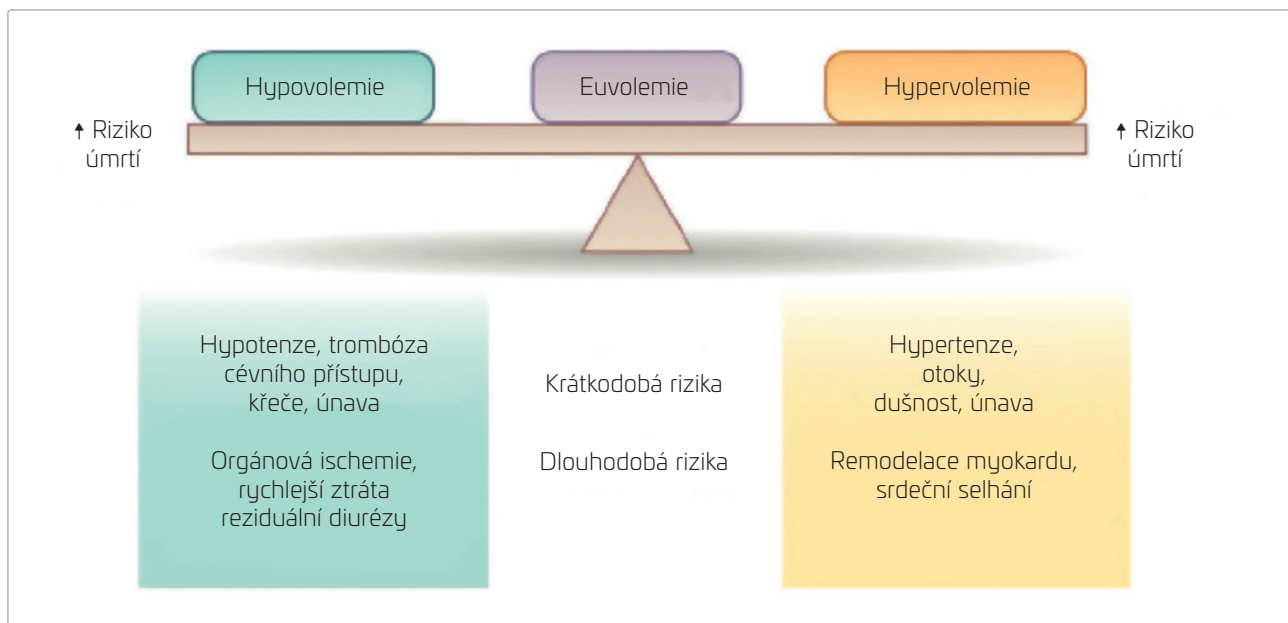 Hypovolemie
Euvolemie
Hypervolemie
↑ Riziko
úmrtí
↑ Riziko
úmrtí
Hypotenze, trombóza
cévního přístupu,
křeče, únava
Krátkodobá rizika
Hypertenze,
otoky,
dušnost, únava
Orgánová ischemie,
rychlejší ztráta
reziduální diurézy
Dlouhodobá rizika
Remodelace myokardu,
srdeční selhání